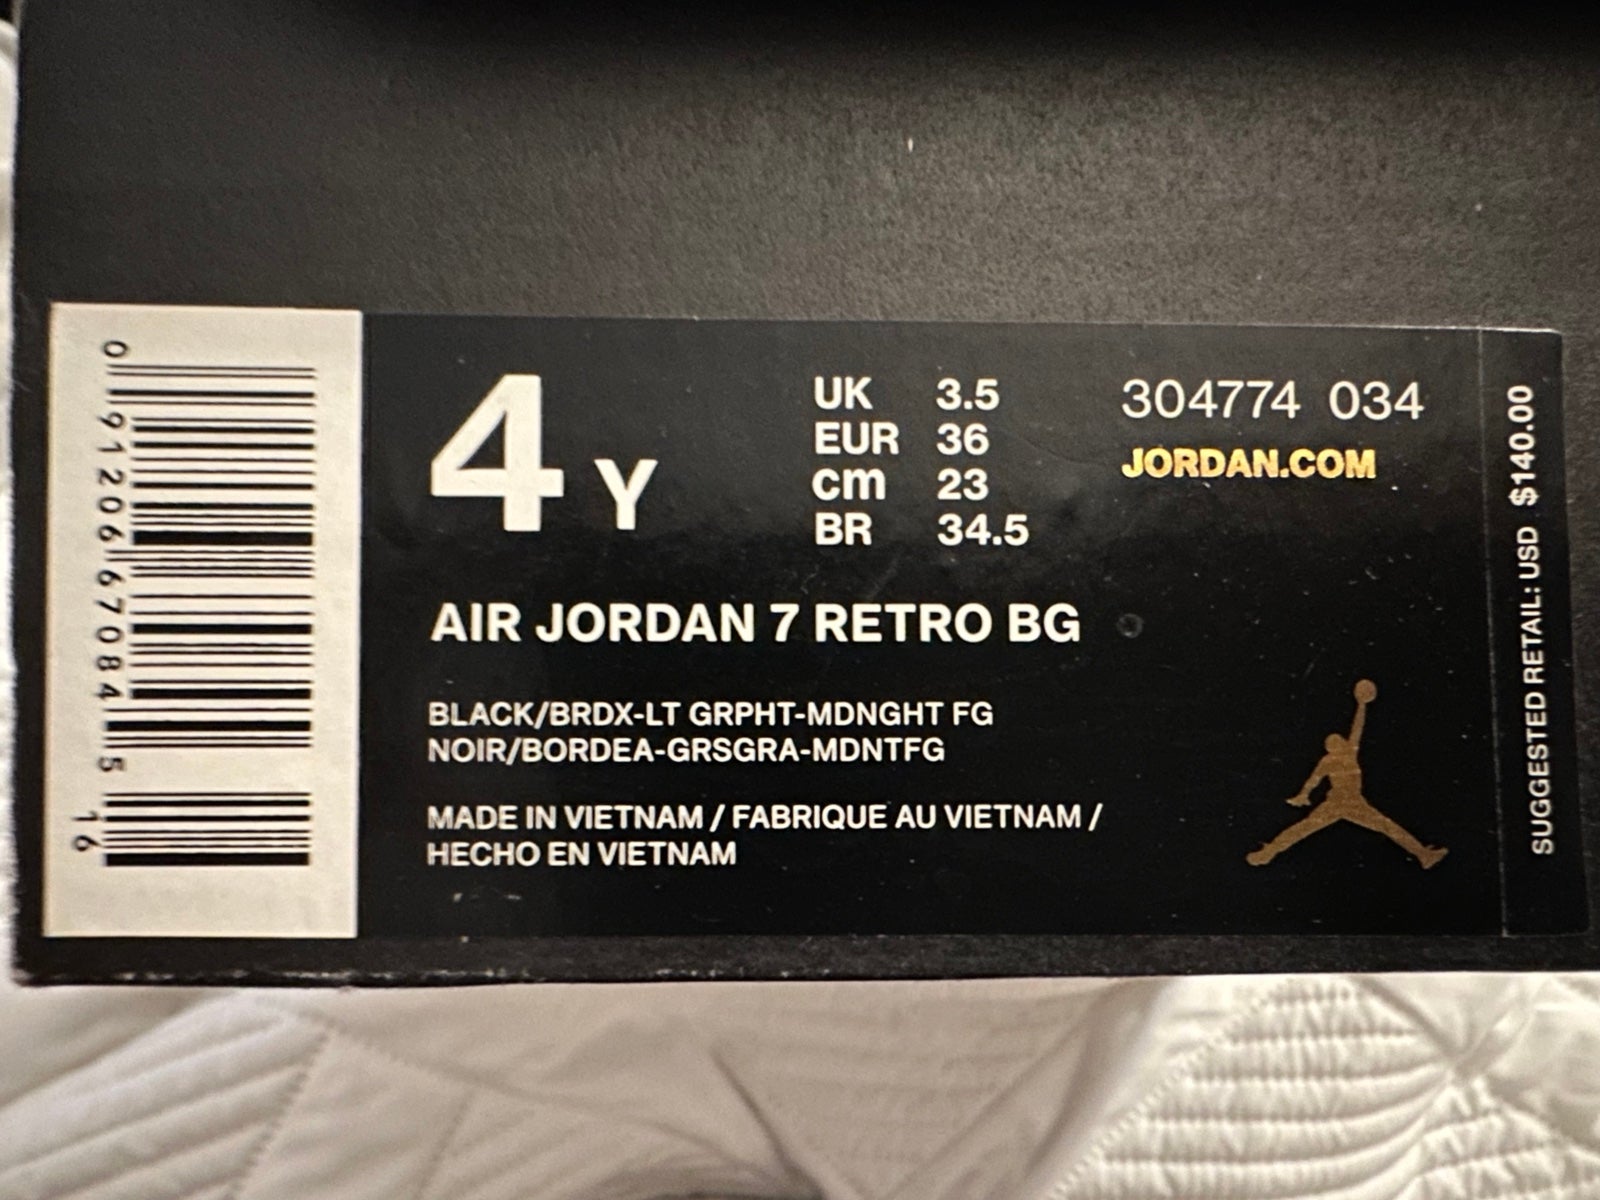 0 91206 67084 5
16
4 Y
UK 3.5
EUR 36
cm 23
BR 34.5
304774 034
JORDAN.COM
AIR JORDAN 7 RETRO BG
BLACK/BRDX-LT GRPHT-MDNGHT FG
NOIR/BORDEA-GRSGRA-MDNTFG
MADE IN VIETNAM / FABRIQUE AU VIETNAM /
HECHO EN VIETNAM
SUGGESTED RETAIL: USD $140.00